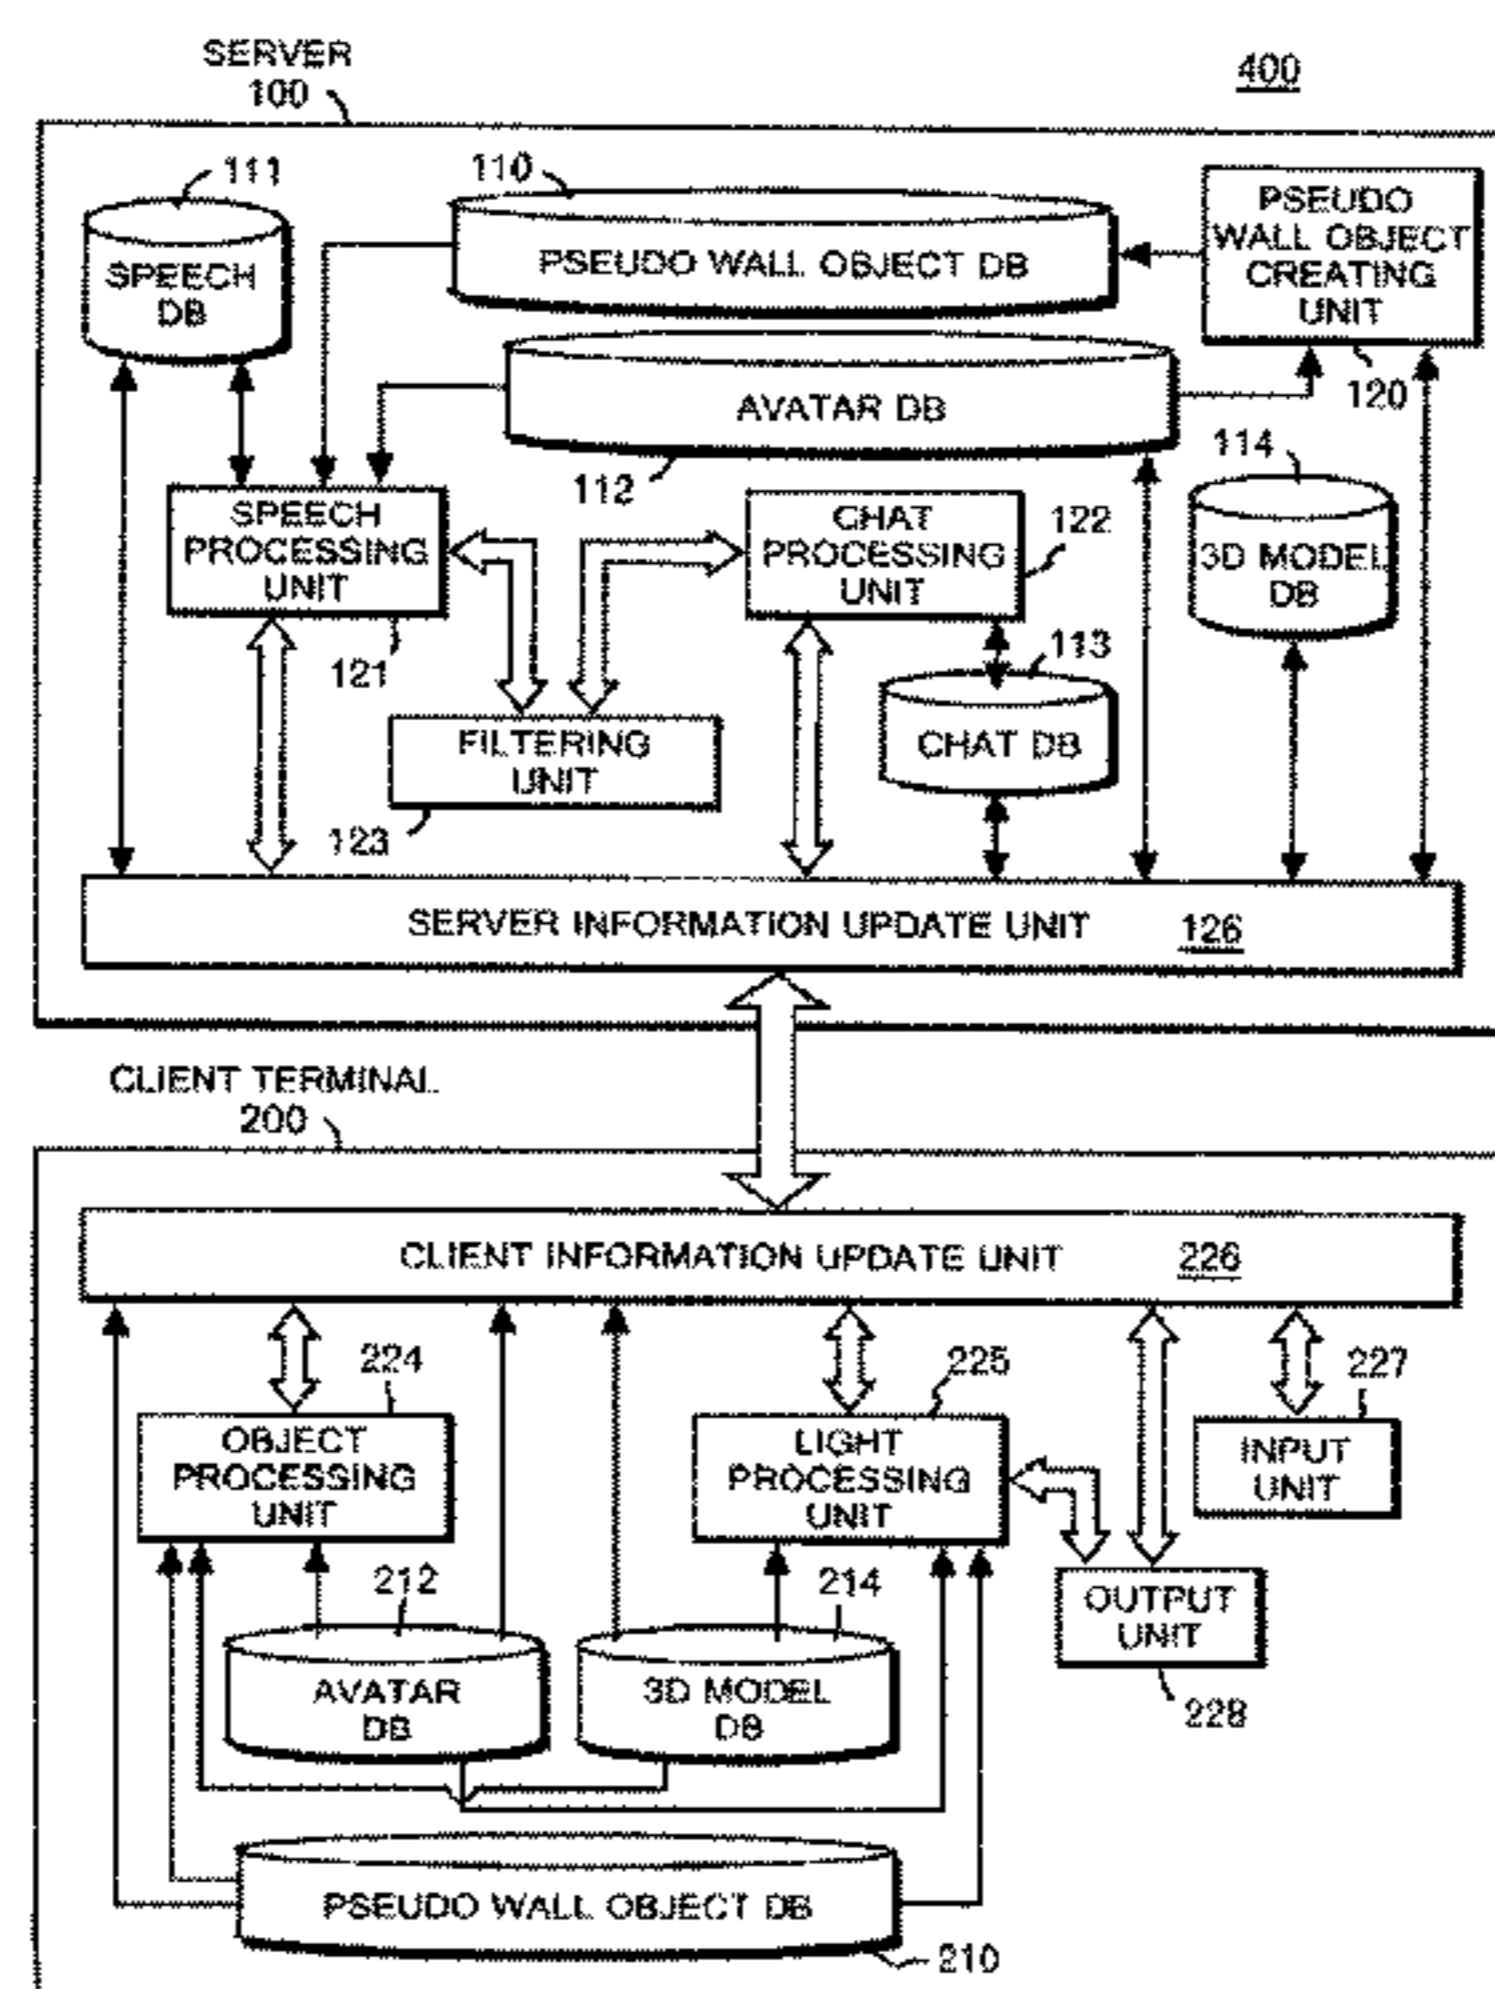 SERVER
100
400
111
110
PSEUDO
WALL OBJECT
CREATING
UNIT
SPEECH
DB
PSEUDO WALL OBJECT DB
120
AVATAR DB
112
114
SPEECH
PROCESSING
UNIT
CHAT
PROCESSING
UNIT
122
3D MODEL
DB
121
113
FILTERING
UNIT
CHAT DB
123
SERVER INFORMATION UPDATE UNIT 126
CLIENT TERMINAL
200
CLIENT INFORMATION UPDATE UNIT 226
224
225
227
OBJECT
PROCESSING
UNIT
LIGHT
PROCESSING
UNIT
INPUT
UNIT
212
214
OUTPUT
UNIT
AVATAR
DB
3D MODEL
DB
228
PSEUDO WALL OBJECT DB
210